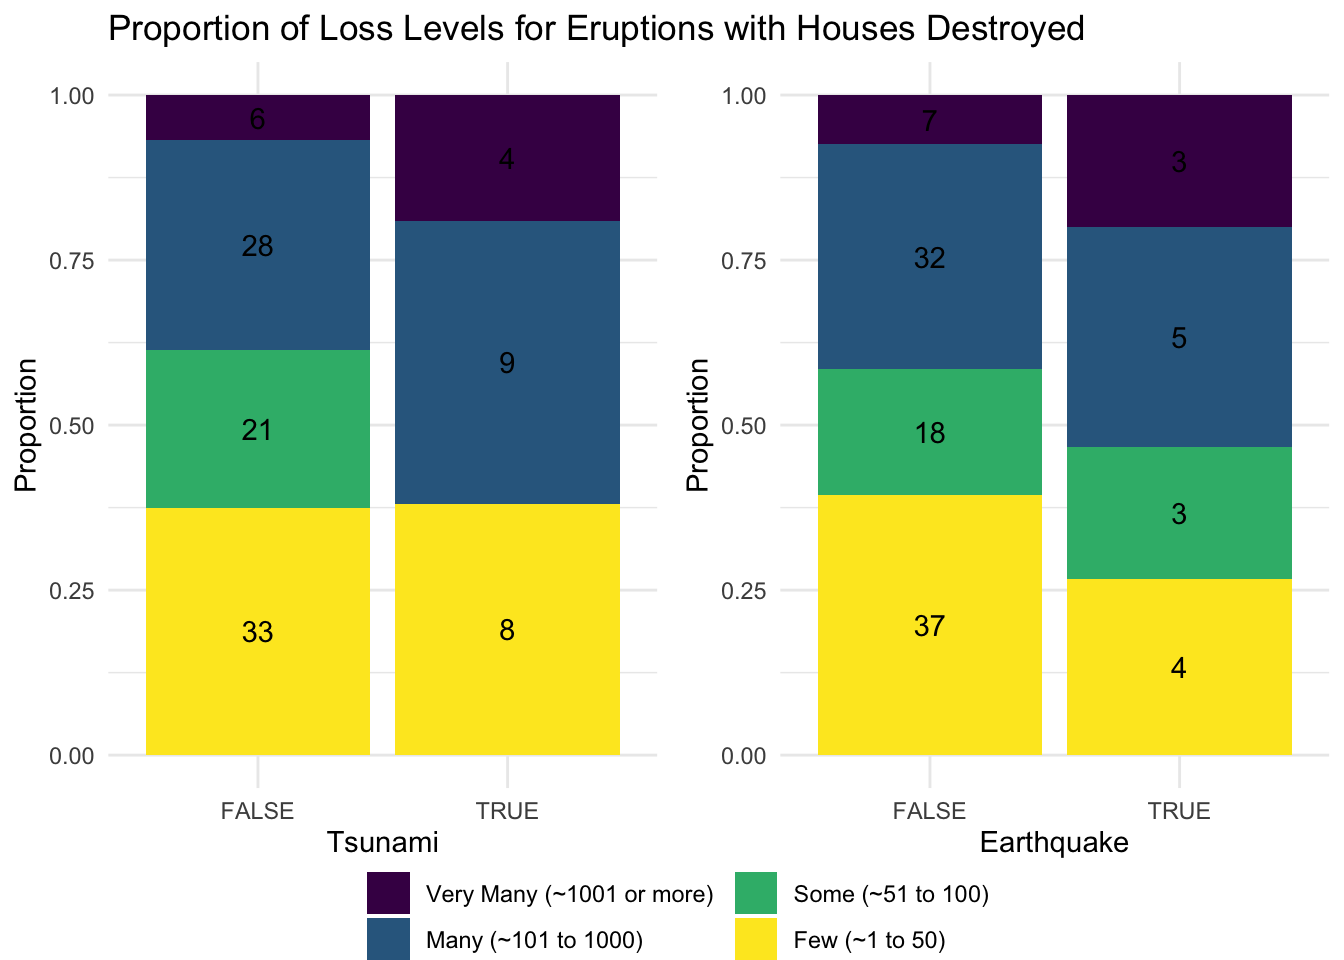 Proportion of Loss Levels for Eruptions with Houses Destroyed
Proportion
1.00
0.75
0.50
0.25
0.00
6
28
21
33
4
9
8
FALSE
TRUE
Tsunami
Proportion
1.00
0.75
0.50
0.25
0.00
7
32
18
37
3
5
3
4
FALSE
TRUE
Earthquake
Very Many (~1001 or more)
Many (~101 to 1000)
Some (~51 to 100)
Few (~1 to 50)